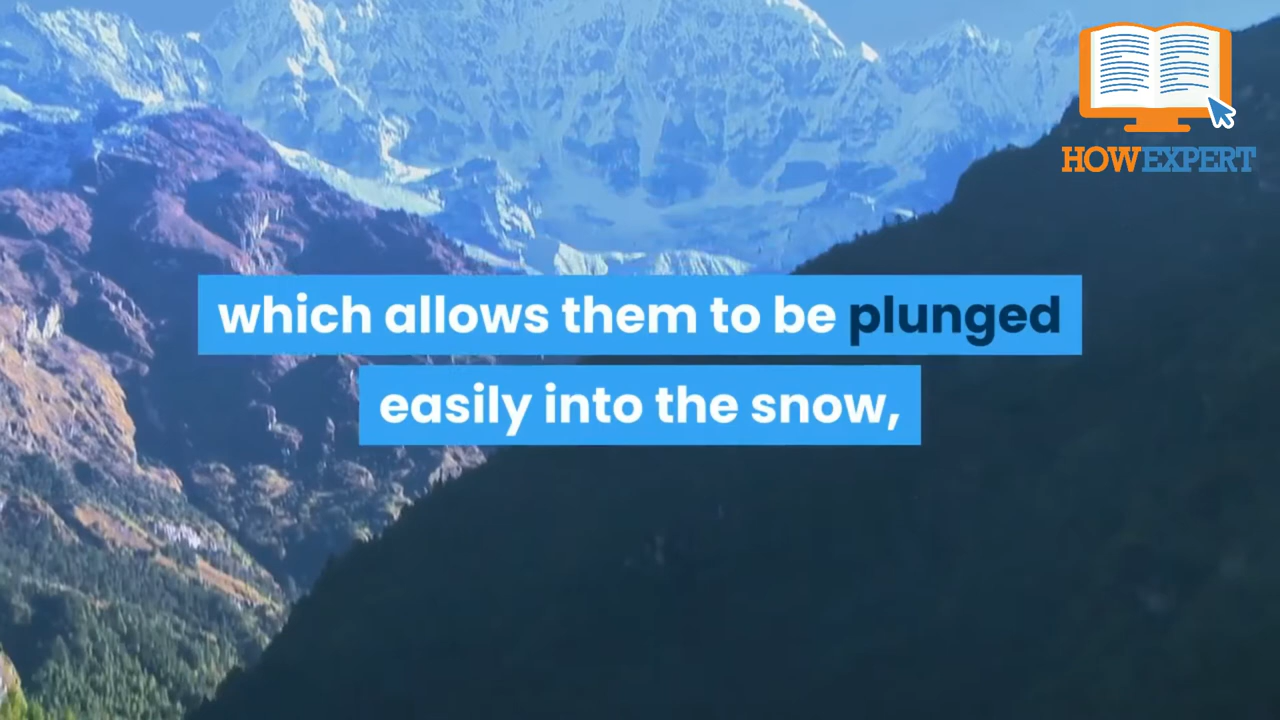 HOWEXPERT
which allows them to be plunged
easily into the snow,